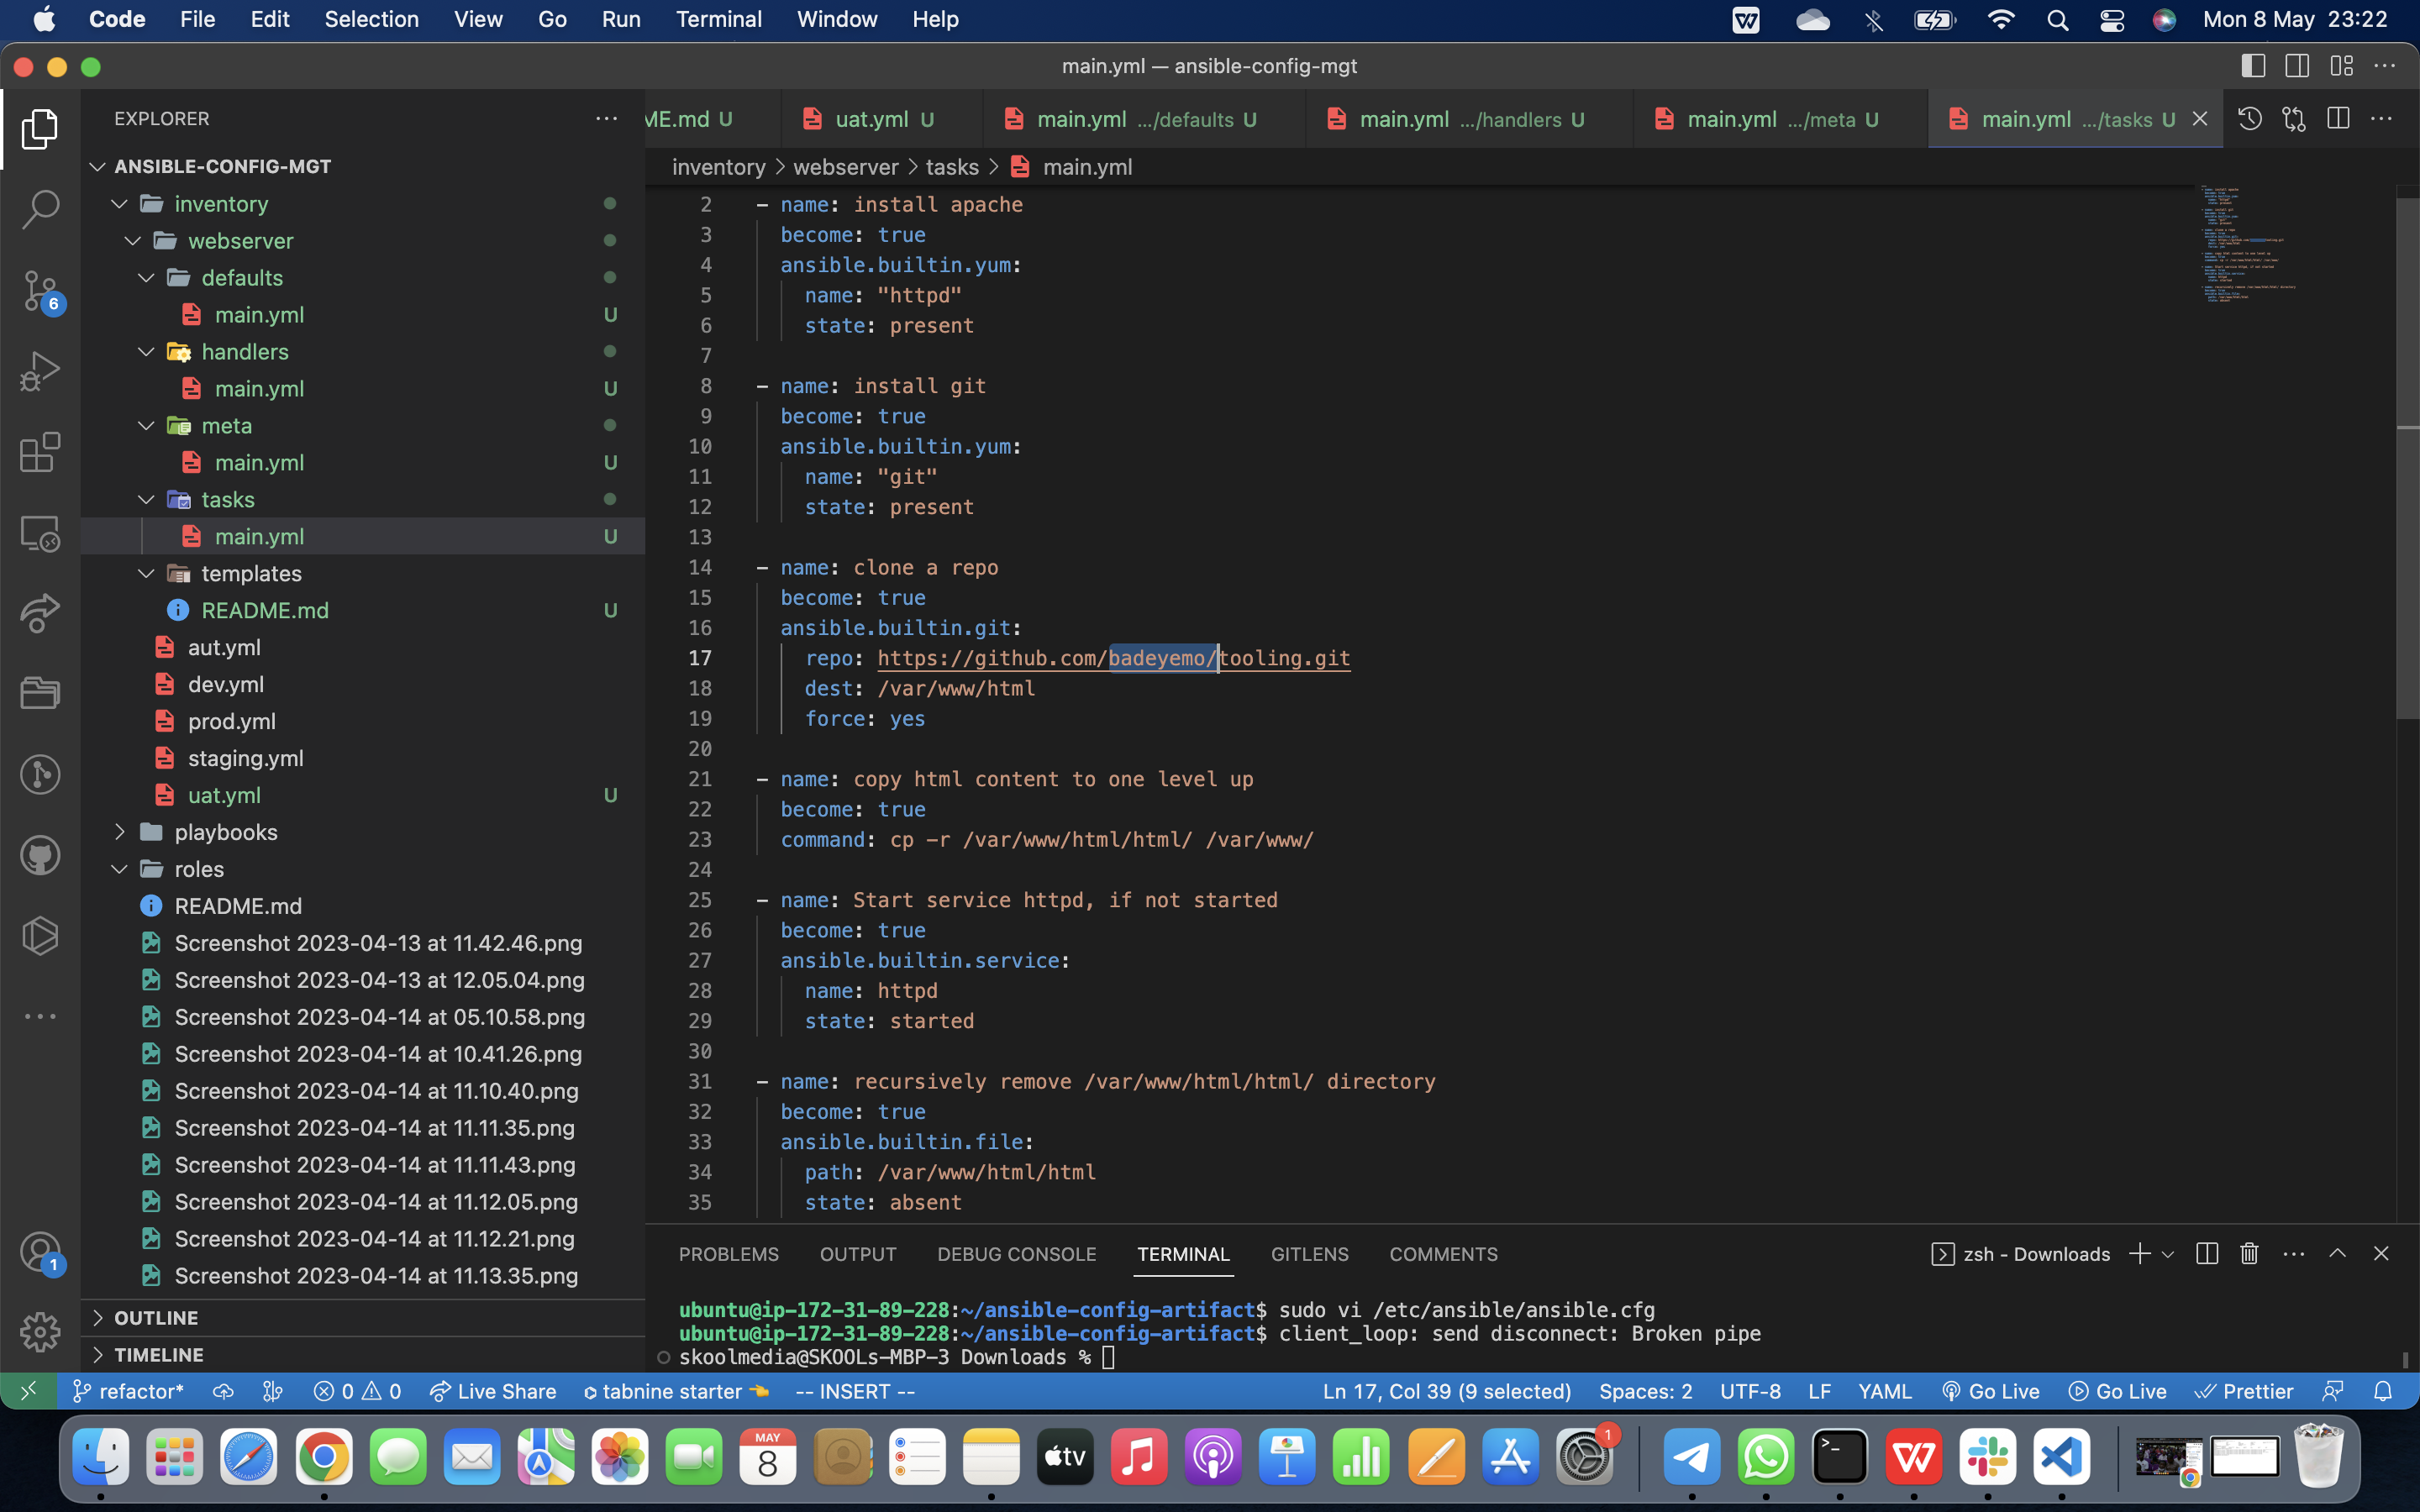 Code File Edit Selection View Go Run Terminal Window Help Mon 8 May 23:22
main.yml — ansible-config-mgt
EXPLORER
ME.md U uat.yml U main.yml .../defaults U main.yml .../handlers U main.yml .../meta U main.yml .../tasks U
inventory > webserver > tasks > main.yml
ANSIBLE-CONFIG-MGT
inventory
webserver
defaults
main.yml U
handlers
main.yml U
meta
main.yml U
tasks
main.yml U
templates
README.md U
aut.yml
dev.yml
prod.yml
staging.yml
uat.yml U
playbooks
roles
README.md
Screenshot 2023-04-13 at 11.42.46.png
Screenshot 2023-04-13 at 12.05.04.png
Screenshot 2023-04-14 at 05.10.58.png
Screenshot 2023-04-14 at 10.41.26.png
Screenshot 2023-04-14 at 11.10.40.png
Screenshot 2023-04-14 at 11.11.35.png
Screenshot 2023-04-14 at 11.11.43.png
Screenshot 2023-04-14 at 11.12.05.png
Screenshot 2023-04-14 at 11.12.21.png
Screenshot 2023-04-14 at 11.13.35.png
OUTLINE
TIMELINE
6
1
2 - name: install apache
3 become: true
4 ansible.builtin.yum:
5 name: "httpd"
6 state: present
7
8 - name: install git
9 become: true
10 ansible.builtin.yum:
11 name: "git"
12 state: present
13
14 - name: clone a repo
15 become: true
16 ansible.builtin.git:
17 repo: https://github.com/badeyemo/tooling.git
18 dest: /var/www/html
19 force: yes
20
21 - name: copy html content to one level up
22 become: true
23 command: cp -r /var/www/html/html/ /var/www/
24
25 - name: Start service httpd, if not started
26 become: true
27 ansible.builtin.service:
28 name: httpd
29 state: started
30
31 - name: recursively remove /var/www/html/html/ directory
32 become: true
33 ansible.builtin.file:
34 path: /var/www/html/html
35 state: absent
PROBLEMS OUTPUT DEBUG CONSOLE TERMINAL GITLENS COMMENTS zsh - Downloads
ubuntu@ip-172-31-89-228:~/ansible-config-artifact$ sudo vi /etc/ansible/ansible.cfg
ubuntu@ip-172-31-89-228:~/ansible-config-artifact$ client_loop: send disconnect: Broken pipe
skoolmedia@SKOOLs-MBP-3 Downloads %
refactor* 0 0 Live Share tabnine starter -- INSERT -- Ln 17, Col 39 (9 selected) Spaces: 2 UTF-8 LF YAML Go Live Go Live Prettier
MAY
8
tv
1